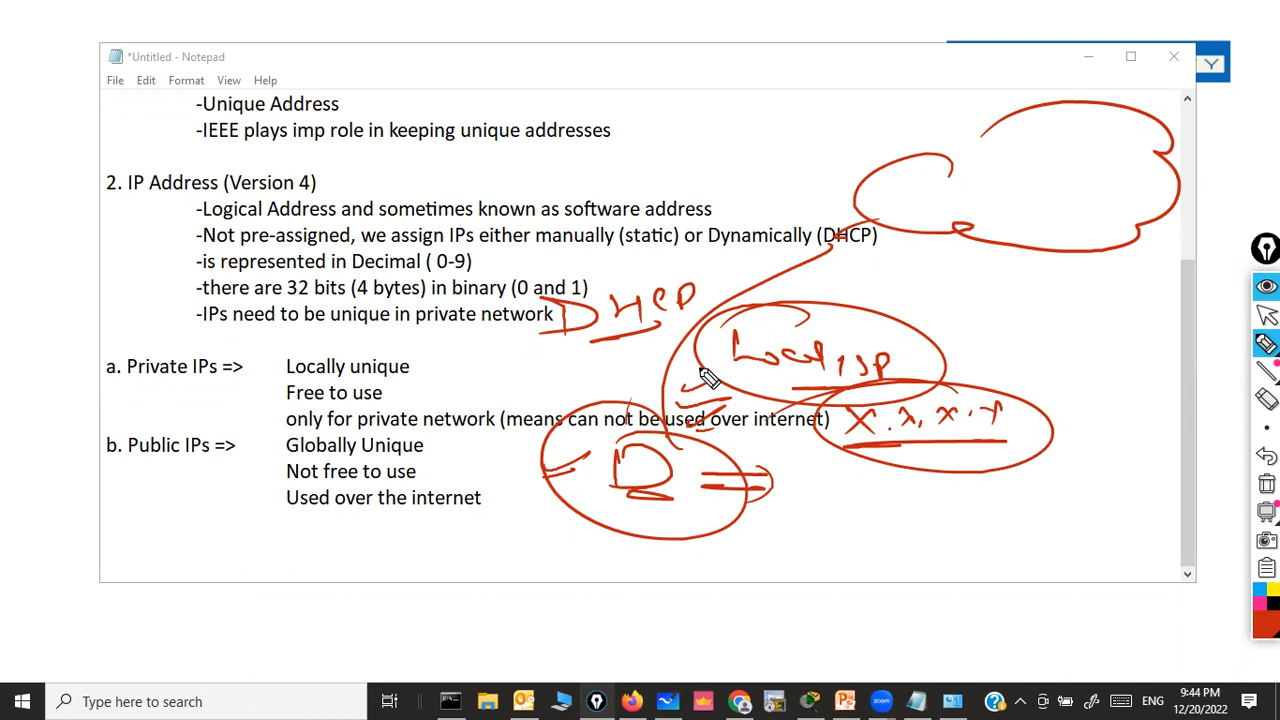 *Untitled - Notepad
File Edit Format View Help
-Unique Address
-IEEE plays imp role in keeping unique addresses
2. IP Address (Version 4)
-Logical Address and sometimes known as software address
-Not pre-assigned, we assign IPs either manually (static) or Dynamically (DHCP)
-is represented in Decimal ( 0-9)
-there are 32 bits (4 bytes) in binary (0 and 1)
-IPs need to be unique in private network
DHCP
Local ISP
a. Private IPs => Locally unique
Free to use
only for private network (means can not be used over internet)
X.X.X.Y
b. Public IPs => Globally Unique
D
Not free to use
Used over the internet
Type here to search
ENG
9:44 PM
12/20/2022